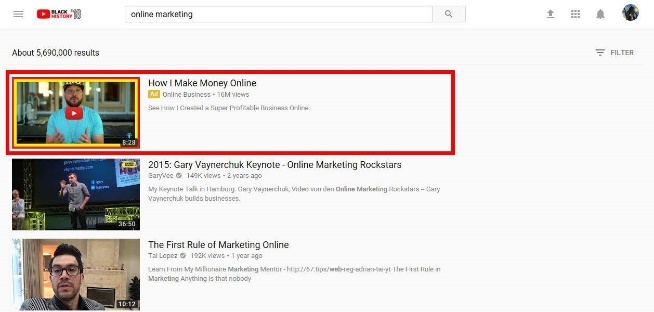 BLACK
HISTORY
online marketing
About 5,690,000 results
FILTER
How I Make Money Online
Ad Online Business • 16M views
See How I Created a Super Profitable Business Online.
8:28
2015: Gary Vaynerchuk Keynote - Online Marketing Rockstars
GaryVee 149K views • 2 years ago
My Keynote Talk in Hamburg. Gary Vaynerchuk, Video von den Online Marketing Rockstars -- Gary
Vaynerchuk builds businesses.
36:50
The First Rule of Marketing Online
Tai Lopez 192K views • 1 year ago
Learn From My Millionaire Marketing Mentor - http://67.tips/web-reg-adrian-tai-yt The First Rule in
Marketing Anything Is that nobody
10:12